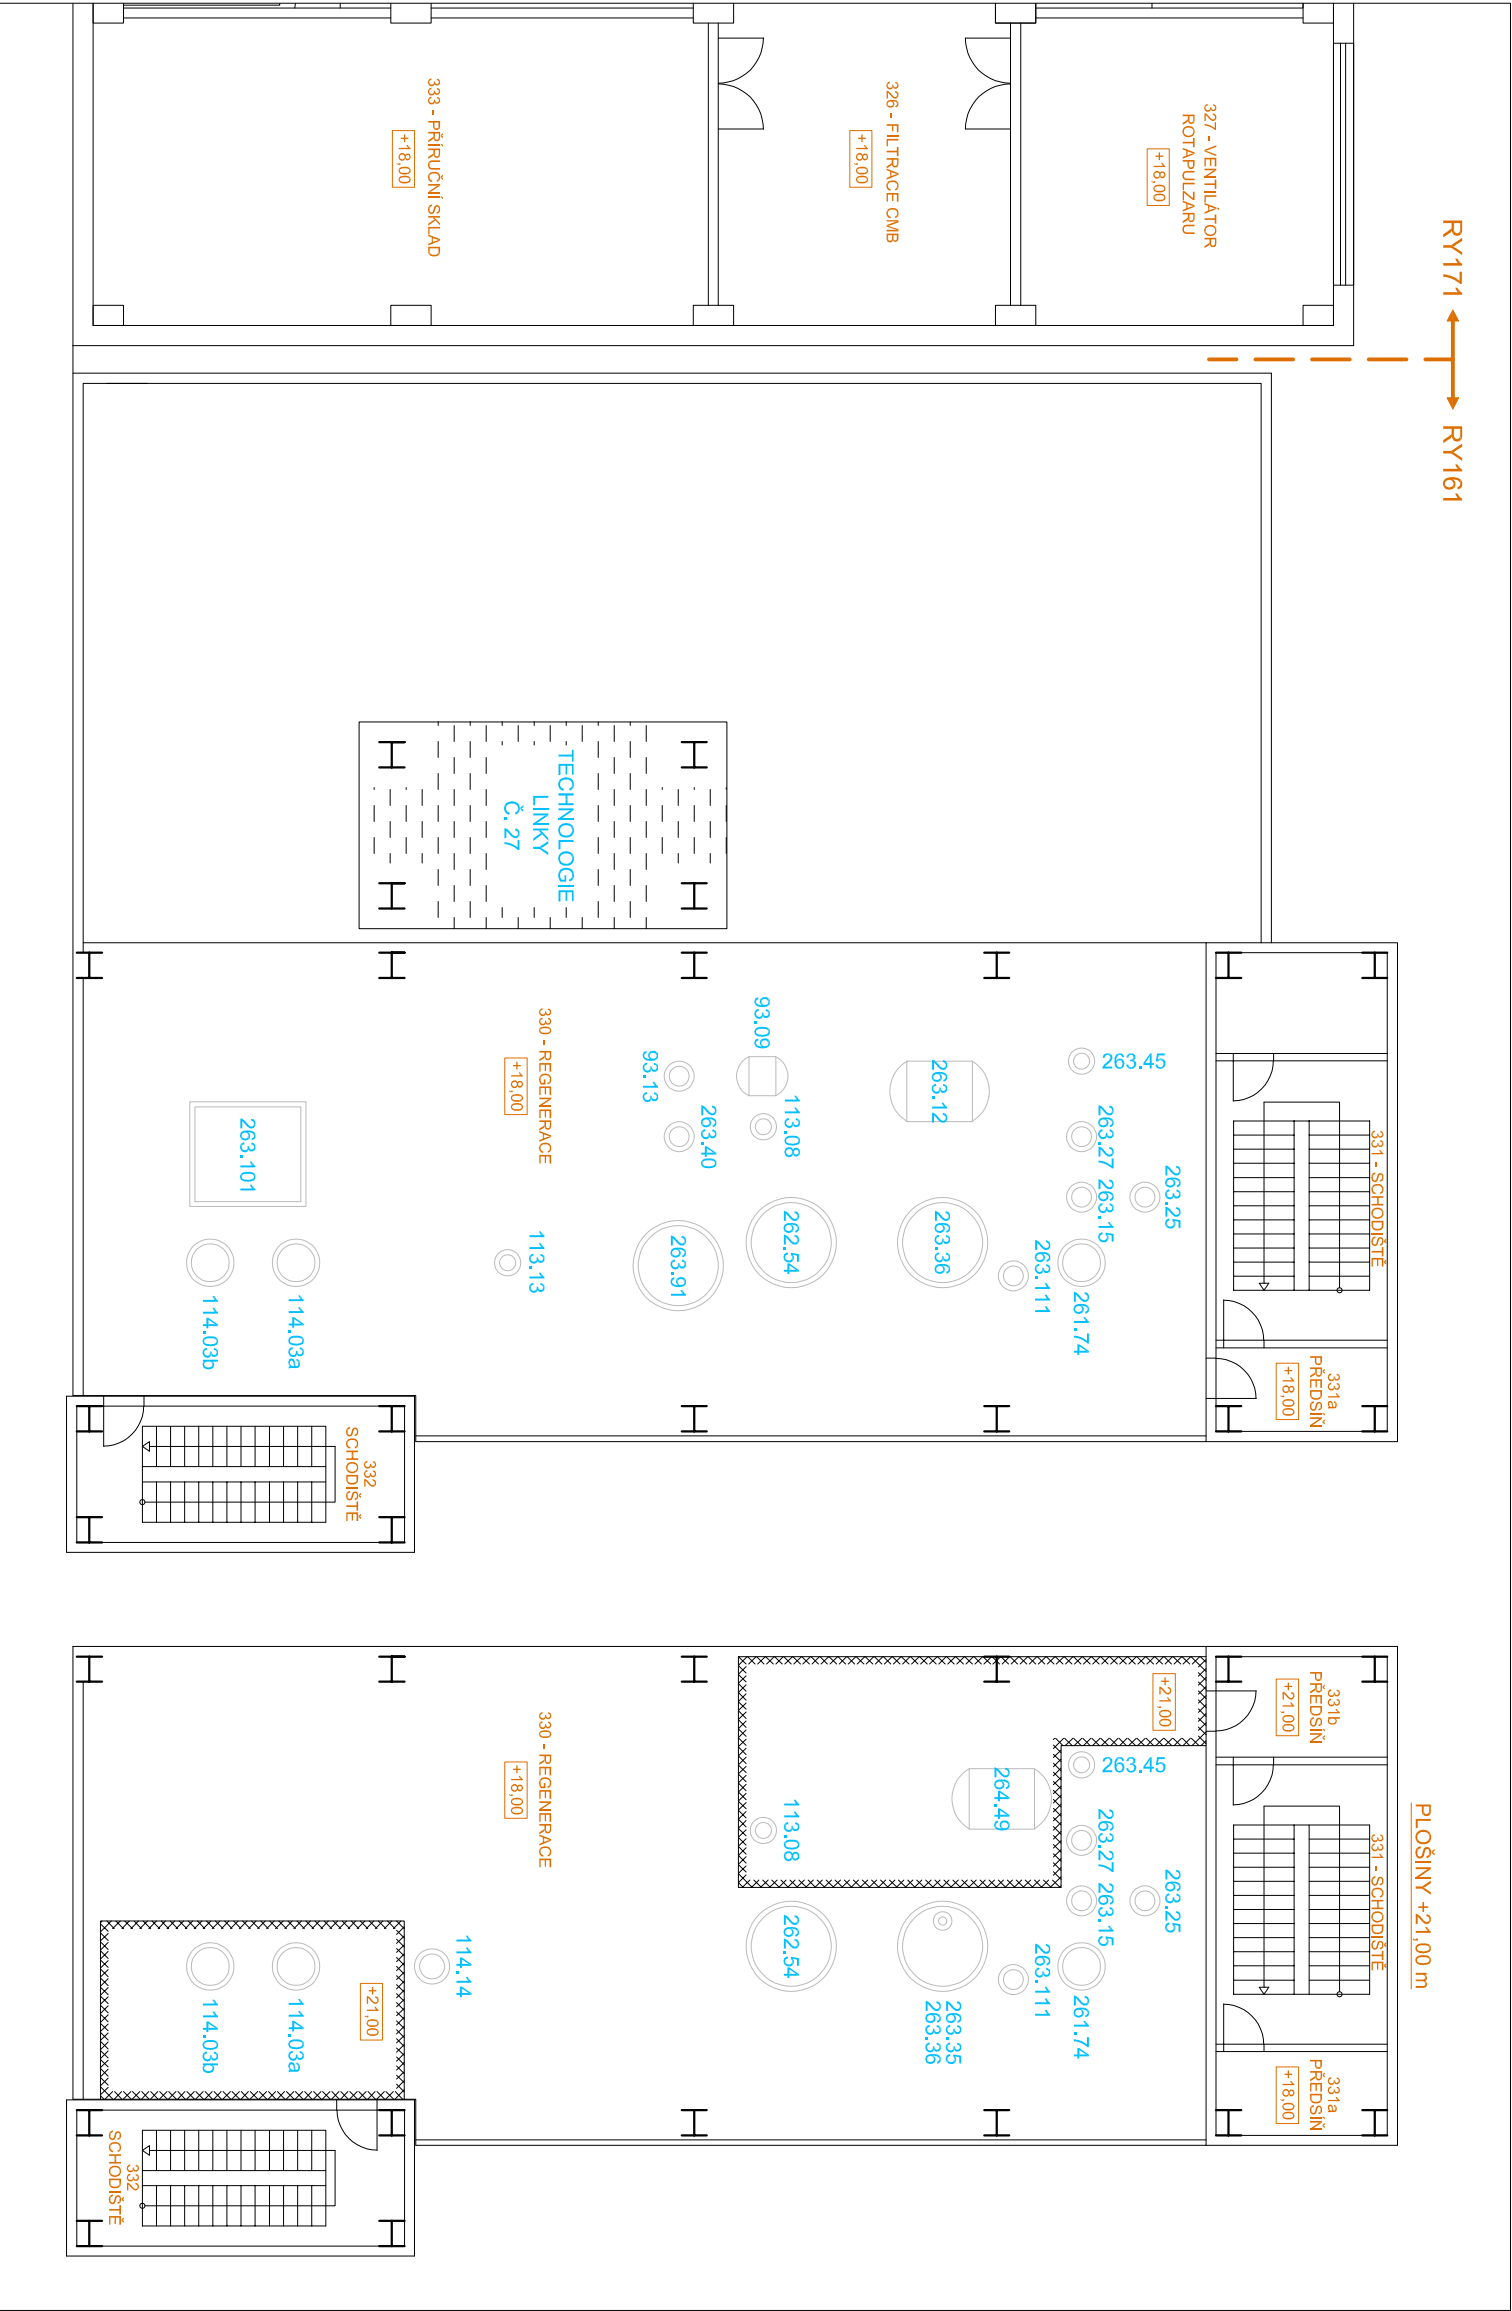 RY171
RY161
327 - VENTILÁTOR
ROTAPULZARU
+18,00
326 - FILTRACE CMB
+18,00
333 - PŘÍRUČNÍ SKLAD
+18,00
TECHNOLOGIE
LINKY
Č. 27
331 - SCHODIŠTĚ
331a
PŘEDSÍŇ
+18,00
263.45
263.27
263.25
263.15
261.74
263.111
263.12
263.36
93.09
113.08
262.54
93.13
263.40
263.91
330 - REGENERACE
+18,00
113.13
263.101
114.03a
114.03b
332
SCHODIŠTĚ
PLOŠINY +21,00 m
331b
PŘEDSÍŇ
+21,00
331 - SCHODIŠTĚ
331a
PŘEDSÍŇ
+18,00
+21,00
263.45
263.27
263.25
263.15
261.74
263.111
264.49
263.35
263.36
113.08
262.54
330 - REGENERACE
+18,00
114.14
+21,00
114.03a
114.03b
332
SCHODIŠTĚ